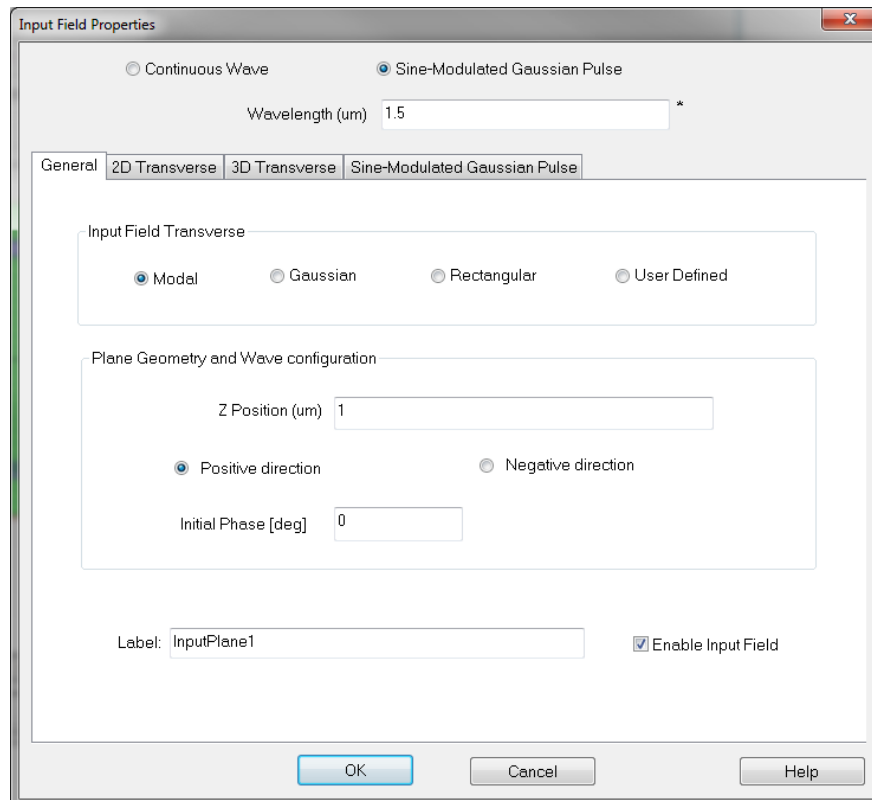 Input Field Properties
Continuous Wave Sine-Modulated Gaussian Pulse
Wavelength (um) 1.5 *
General 2D Transverse 3D Transverse Sine-Modulated Gaussian Pulse
Input Field Transverse
Modal Gaussian Rectangular User Defined
Plane Geometry and Wave configuration
Z Position (um) 1
Positive direction Negative direction
Initial Phase [deg] 0
Label: InputPlane1 Enable Input Field
OK Cancel Help